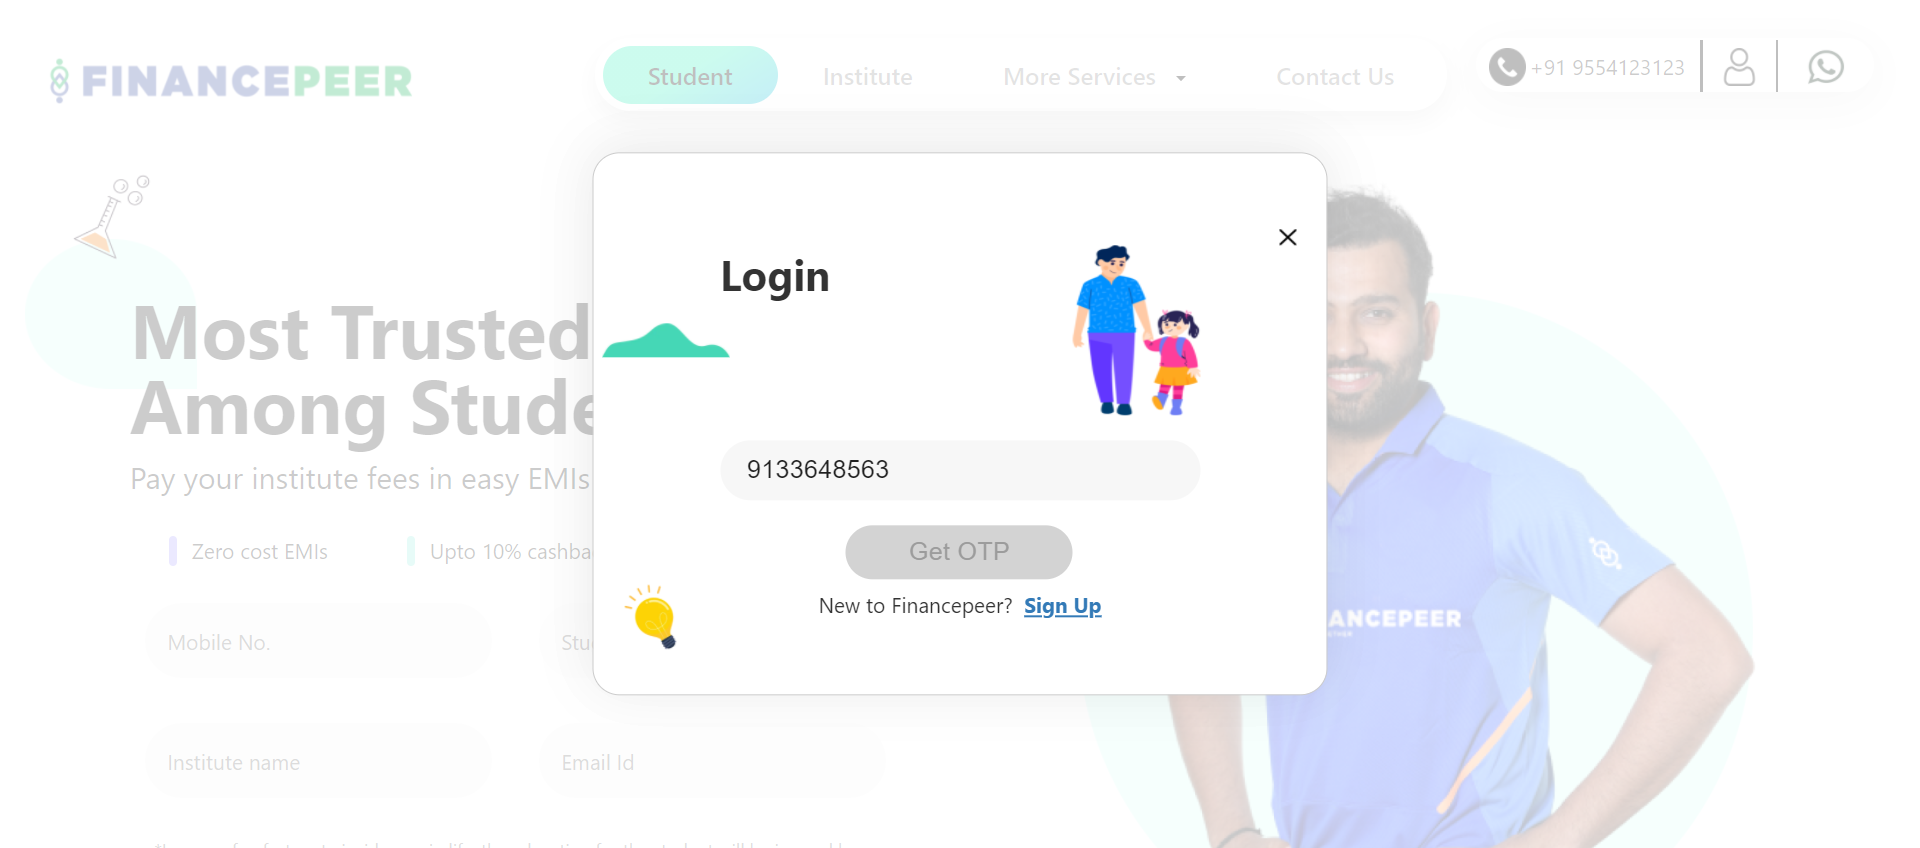 FINANCEPEER
Student
Institute
More Services
Contact Us
+91 9554123123
Login
Most Trusted
Among Stude
Pay your institute fees in easy EMIs
Zero cost EMIs
Upto 10% cashba
9133648563
Get OTP
New to Financepeer? Sign Up
Mobile No.
Stu
Institute name
Email Id
ANCEPEER